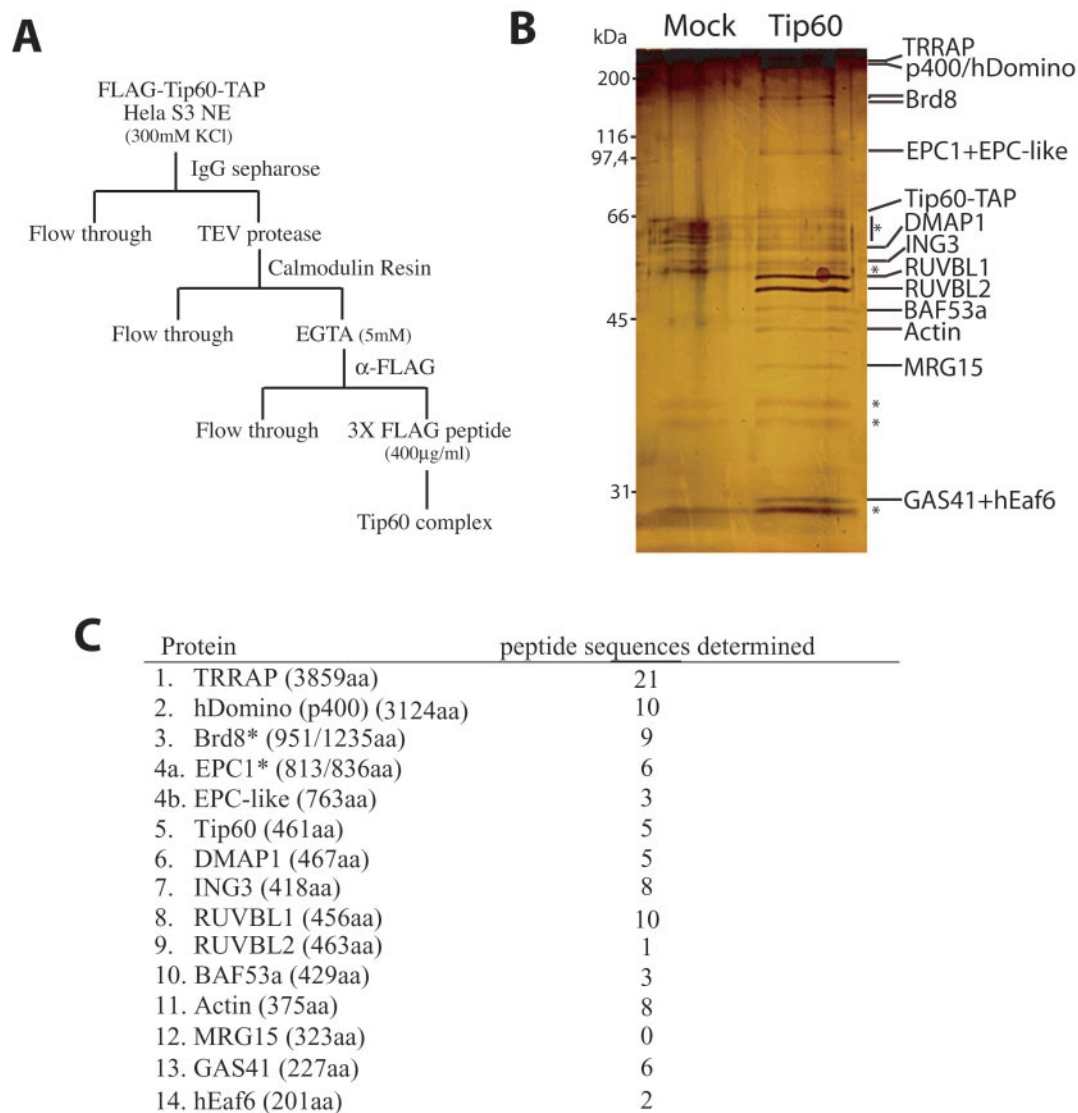 A
FLAG-Tip60-TAP
Hela S3 NE
(300mM KCl)
IgG sepharose
Flow through
TEV protease
Calmodulin Resin
Flow through
EGTA (5mM)
α-FLAG
Flow through
3X FLAG peptide
(400μg/ml)
Tip60 complex
B
Mock Tip60
kDa
200
116
97,4
66
45
31
TRRAP
p400/hDomino
Brd8
EPC1+EPC-like
Tip60-TAP
*
DMAP1
ING3
*
RUVBL1
RUVBL2
BAF53a
Actin
MRG15
*
*
GAS41+hEaf6
*
C
Protein peptide sequences determined
1. TRRAP (3859aa) 21
2. hDomino (p400) (3124aa) 10
3. Brd8* (951/1235aa) 9
4a. EPC1* (813/836aa) 6
4b. EPC-like (763aa) 3
5. Tip60 (461aa) 5
6. DMAP1 (467aa) 5
7. ING3 (418aa) 8
8. RUVBL1 (456aa) 10
9. RUVBL2 (463aa) 1
10. BAF53a (429aa) 3
11. Actin (375aa) 8
12. MRG15 (323aa) 0
13. GAS41 (227aa) 6
14. hEaf6 (201aa) 2